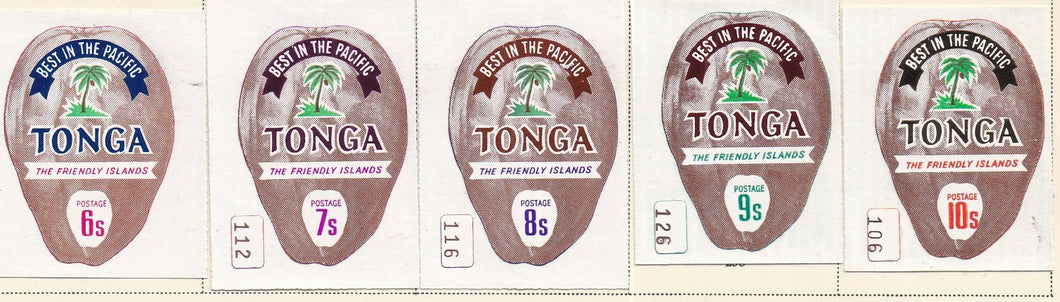 BEST IN THE PACIFIC
TONGA
THE FRIENDLY ISLANDS
POSTAGE
6s
BEST IN THE PACIFIC
TONGA
THE FRIENDLY ISLANDS
POSTAGE
7s
112
BEST IN THE PACIFIC
TONGA
THE FRIENDLY ISLANDS
POSTAGE
8s
116
BEST IN THE PACIFIC
TONGA
THE FRIENDLY ISLANDS
POSTAGE
9s
126
BEST IN THE PACIFIC
TONGA
THE FRIENDLY ISLANDS
POSTAGE
10s
106